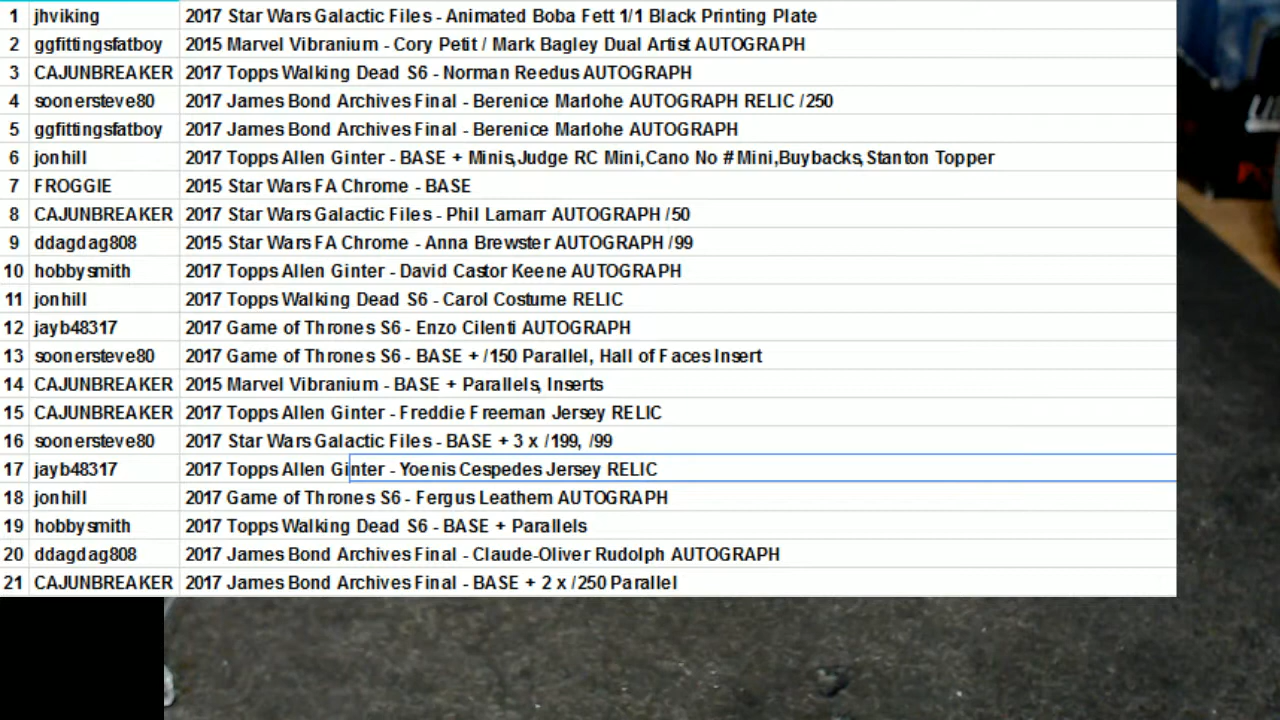 1 jhviking 2017 Star Wars Galactic Files - Animated Boba Fett 1/1 Black Printing Plate
2 ggfittingsfatboy 2015 Marvel Vibranium - Cory Petit / Mark Bagley Dual Artist AUTOGRAPH
3 CAJUNBREAKER 2017 Topps Walking Dead S6 - Norman Reedus AUTOGRAPH
4 soonersteve80 2017 James Bond Archives Final - Berenice Marlohe AUTOGRAPH RELIC /250
5 ggfittingsfatboy 2017 James Bond Archives Final - Berenice Marlohe AUTOGRAPH
6 jonhill 2017 Topps Allen Ginter - BASE + Minis,Judge RC Mini,Cano No # Mini,Buybacks,Stanton Topper
7 FROGGIE 2015 Star Wars FA Chrome - BASE
8 CAJUNBREAKER 2017 Star Wars Galactic Files - Phil Lamarr AUTOGRAPH /50
9 ddagdag808 2015 Star Wars FA Chrome - Anna Brewster AUTOGRAPH /99
10 hobbysmith 2017 Topps Allen Ginter - David Castor Keene AUTOGRAPH
11 jonhill 2017 Topps Walking Dead S6 - Carol Costume RELIC
12 jayb48317 2017 Game of Thrones S6 - Enzo Cilenti AUTOGRAPH
13 soonersteve80 2017 Game of Thrones S6 - BASE + /150 Parallel, Hall of Faces Insert
14 CAJUNBREAKER 2015 Marvel Vibranium - BASE + Parallels, Inserts
15 CAJUNBREAKER 2017 Topps Allen Ginter - Freddie Freeman Jersey RELIC
16 soonersteve80 2017 Star Wars Galactic Files - BASE + 3 x /199, /99
17 jayb48317 2017 Topps Allen Ginter - Yoenis Cespedes Jersey RELIC
18 jonhill 2017 Game of Thrones S6 - Fergus Leathem AUTOGRAPH
19 hobbysmith 2017 Topps Walking Dead S6 - BASE + Parallels
20 ddagdag808 2017 James Bond Archives Final - Claude-Oliver Rudolph AUTOGRAPH
21 CAJUNBREAKER 2017 James Bond Archives Final - BASE + 2 x /250 Parallel